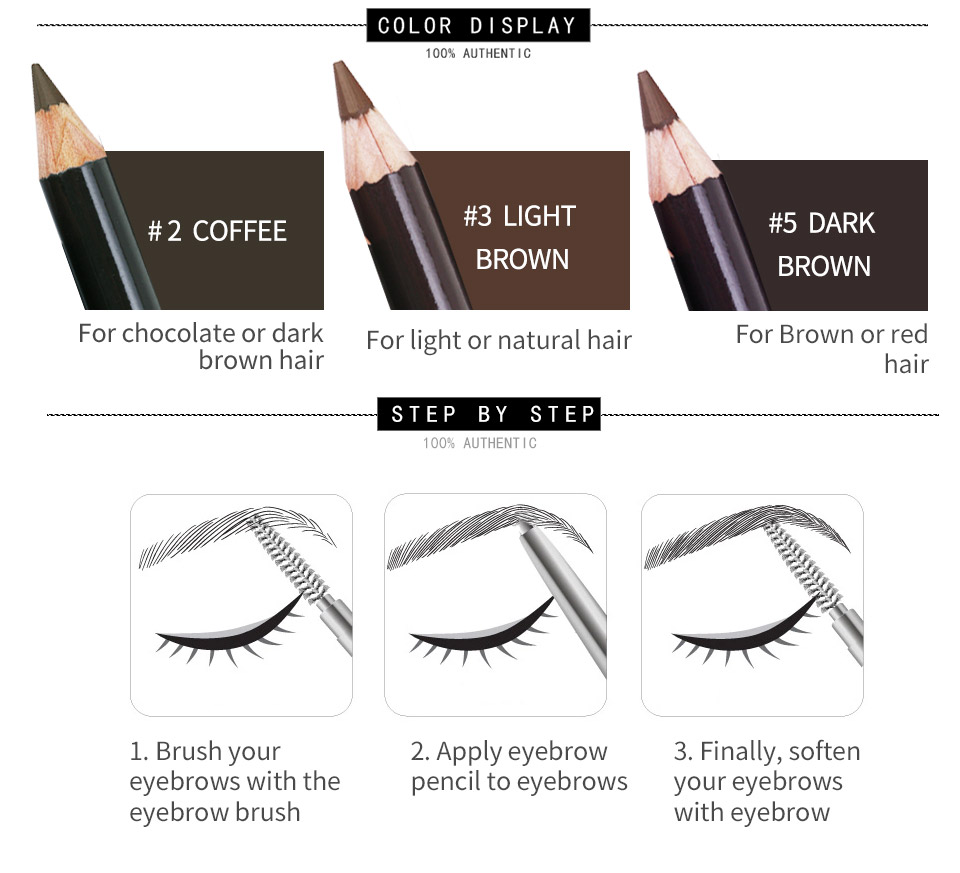 COLOR DISPLAY
100% AUTHENTIC
#2 COFFEE
For chocolate or dark
brown hair
#3 LIGHT
BROWN
For light or natural hair
#5 DARK
BROWN
For Brown or red
hair
STEP BY STEP
100% AUTHENTIC
1. Brush your
eyebrows with the
eyebrow brush
2. Apply eyebrow
pencil to eyebrows
3. Finally, soften
your eyebrows
with eyebrow